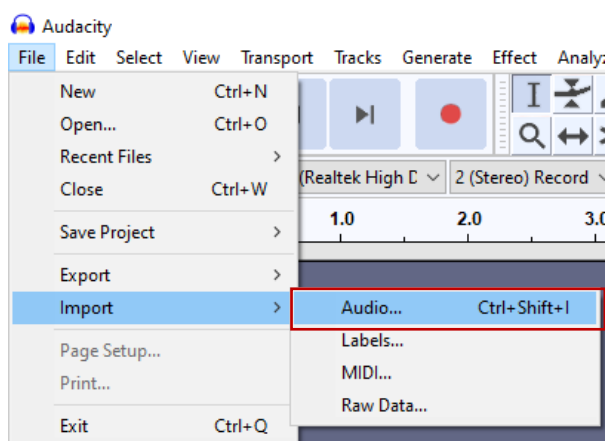 Audacity
File Edit Select View Transport Tracks Generate Effect
New Ctrl+N
Open... Ctrl+O
Recent Files
Close Ctrl+W
(Realtek High 2 (Stereo) Record
Save Project
1.0 2.0
Export
Import
Audio... Ctrl+Shift+I
Labels...
Page Setup...
MIDI...
Print...
Raw Data...
Exit Ctrl+Q